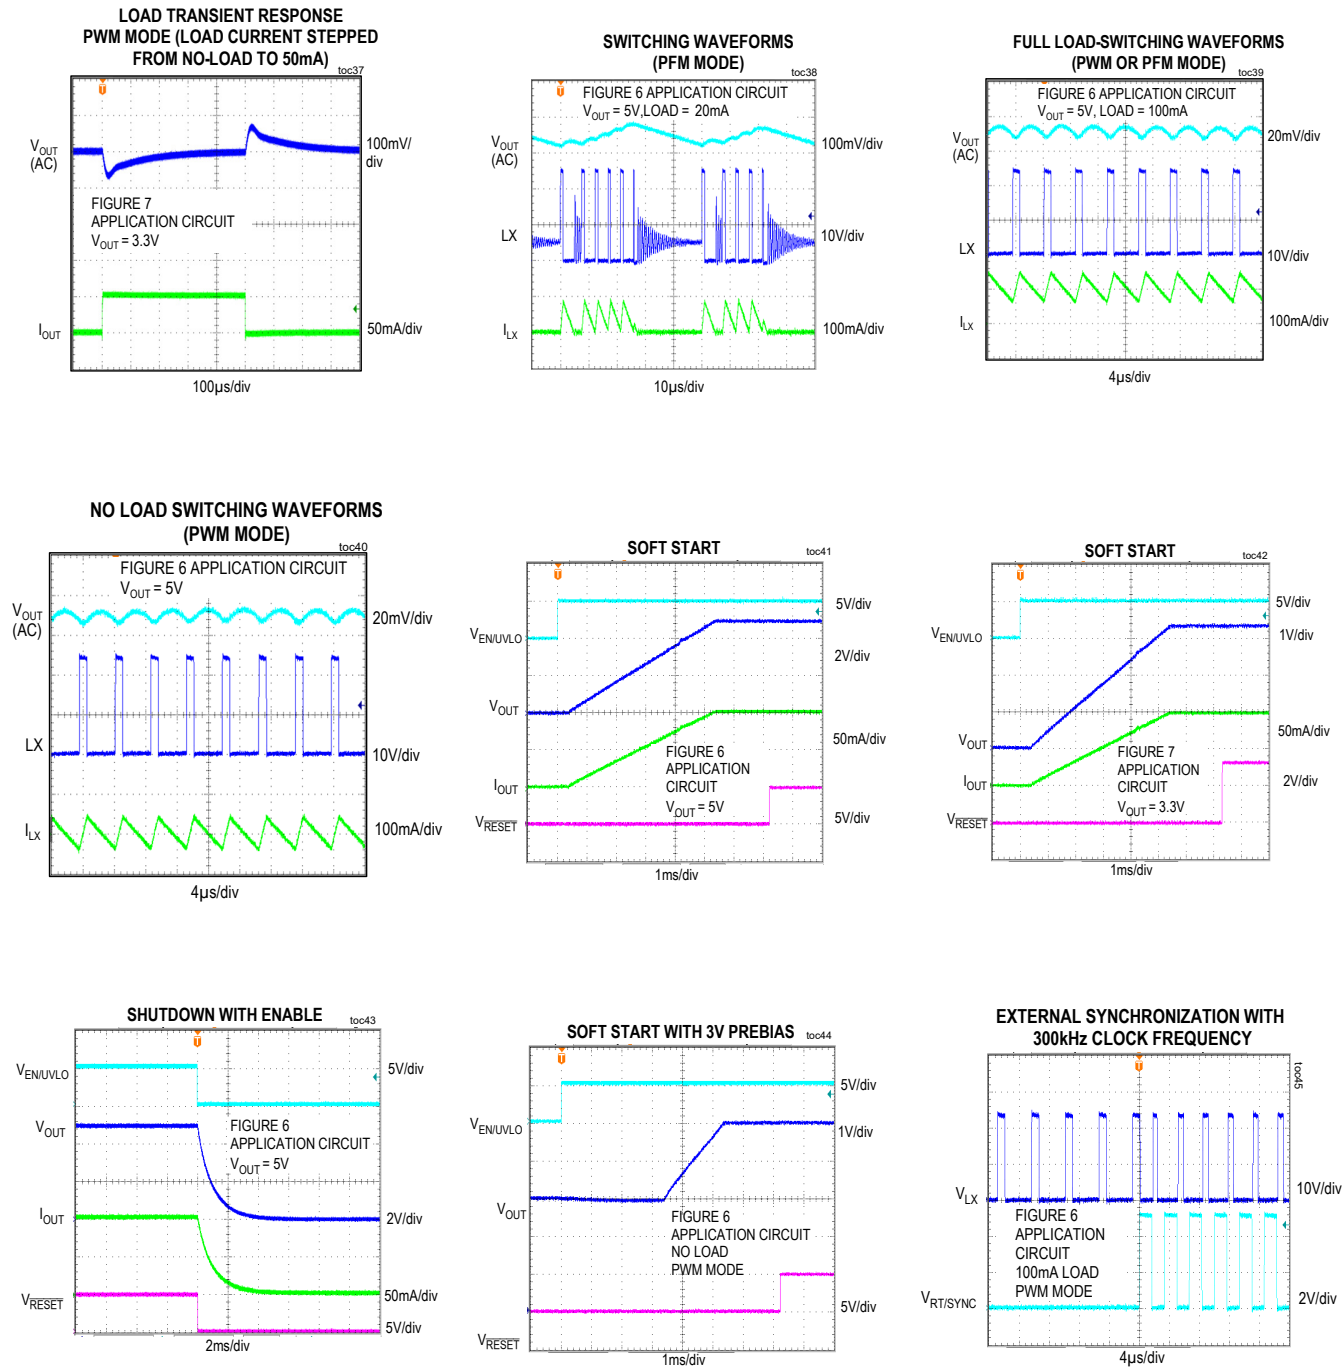 LOAD TRANSIENT RESPONSE
PWM MODE (LOAD CURRENT STEPPED
FROM NO-LOAD TO 50mA)
toc37
VOUT
(AC)
100mV/
div
FIGURE 7
APPLICATION CIRCUIT
VOUT = 3.3V
IOUT
50mA/div
100µs/div
SWITCHING WAVEFORMS
(PFM MODE)
toc38
FIGURE 6 APPLICATION CIRCUIT
VOUT = 5V,LOAD = 20mA
VOUT
(AC)
100mV/div
LX
10V/div
ILX
100mA/div
10µs/div
FULL LOAD-SWITCHING WAVEFORMS
(PWM OR PFM MODE)
toc39
FIGURE 6 APPLICATION CIRCUIT
VOUT = 5V, LOAD = 100mA
VOUT
(AC)
20mV/div
LX
10V/div
ILX
100mA/div
4µs/div
NO LOAD SWITCHING WAVEFORMS
(PWM MODE)
toc40
FIGURE 6 APPLICATION CIRCUIT
VOUT = 5V
VOUT
(AC)
20mV/div
LX
10V/div
ILX
100mA/div
4µs/div
SOFT START
toc41
VEN/UVLO
5V/div
2V/div
VOUT
50mA/div
FIGURE 6
APPLICATION
CIRCUIT
VOUT = 5V
IOUT
VRESET
5V/div
1ms/div
SOFT START
toc42
5V/div
VEN/UVLO
1V/div
VOUT
50mA/div
FIGURE 7
APPLICATION
CIRCUIT
VOUT = 3.3V
IOUT
2V/div
VRESET
1ms/div
SHUTDOWN WITH ENABLE
toc43
VEN/UVLO
5V/div
FIGURE 6
APPLICATION CIRCUIT
VOUT = 5V
VOUT
IOUT
2V/div
VRESET
50mA/div
5V/div
2ms/div
SOFT START WITH 3V PREBIAS
toc44
5V/div
VEN/UVLO
1V/div
VOUT
FIGURE 6
APPLICATION CIRCUIT
NO LOAD
PWM MODE
5V/div
VRESET
1ms/div
EXTERNAL SYNCHRONIZATION WITH
300kHz CLOCK FREQUENCY
toc45
VLX
10V/div
FIGURE 6
APPLICATION
CIRCUIT
100mA LOAD
PWM MODE
VRT/SYNC
2V/div
4µs/div